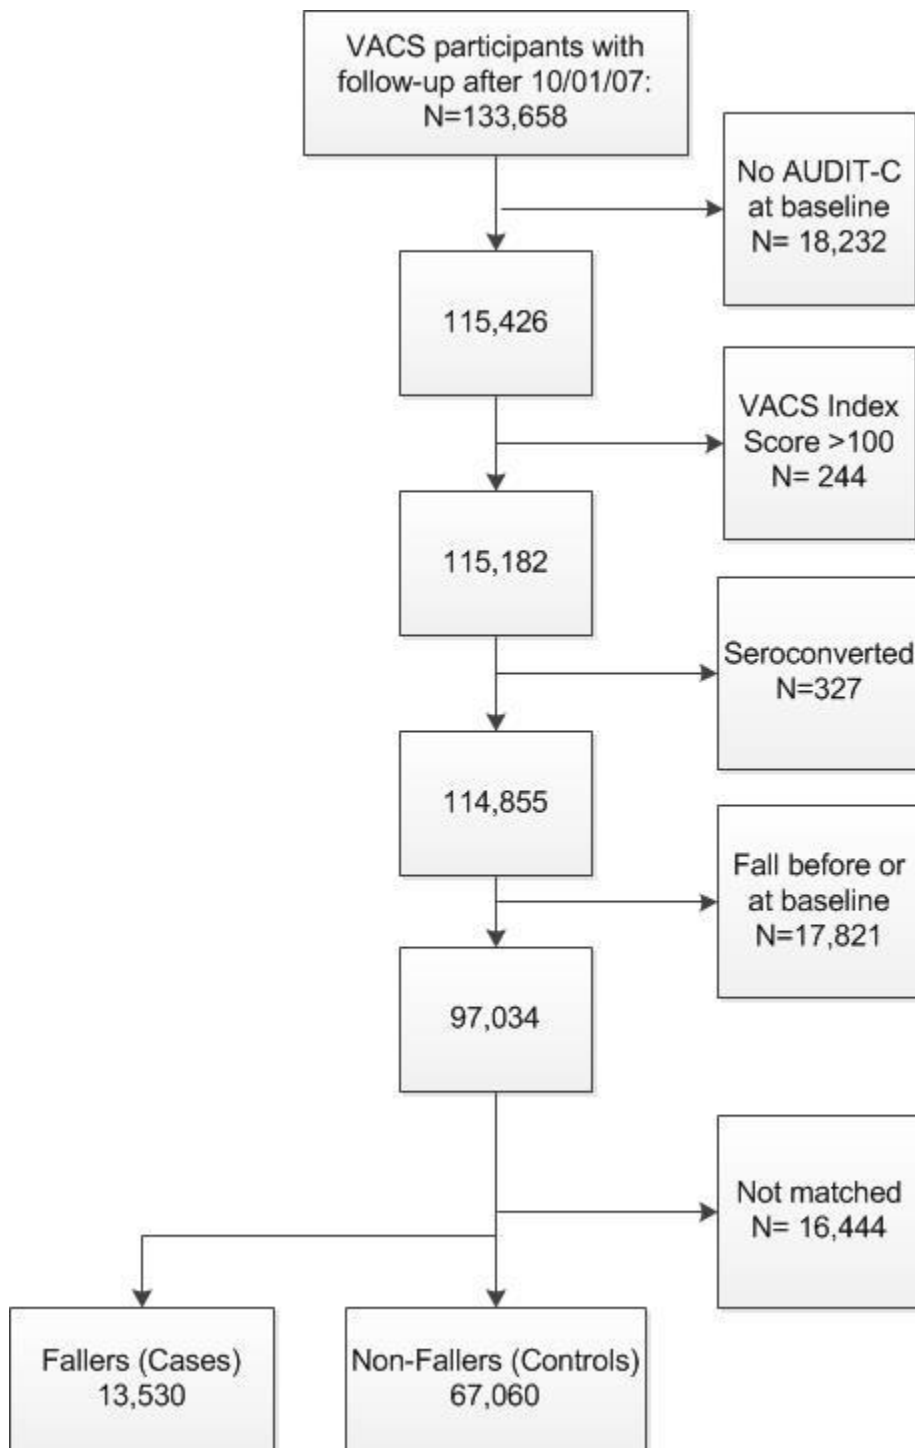 VACS participants with
follow-up after 10/01/07:
N=133,658
No AUDIT-C
at baseline
N= 18,232
115,426
VACS Index
Score >100
N= 244
115,182
Seroconverted
N=327
114,855
Fall before or
at baseline
N=17,821
97,034
Not matched
N= 16,444
Fallers (Cases)
13,530
Non-Fallers (Controls)
67,060